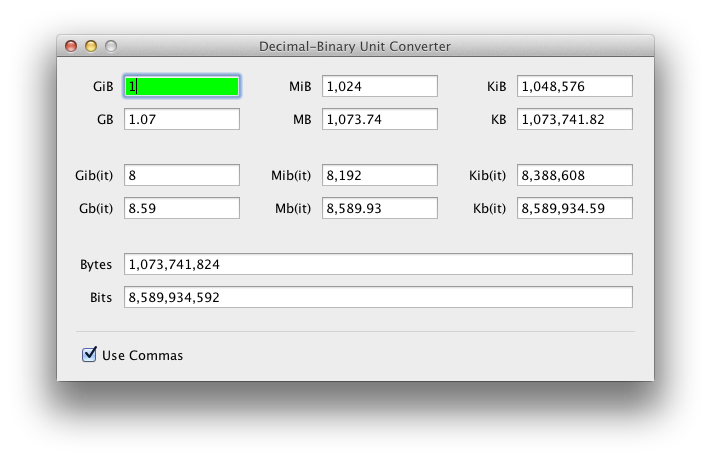 Decimal-Binary Unit Converter
GiB 1 MiB 1,024 KiB 1,048,576
GB 1.07 MB 1,073.74 KB 1,073,741.82
Gib(it) 8 Mib(it) 8,192 Kib(it) 8,388,608
Gb(it) 8.59 Mb(it) 8,589.93 Kb(it) 8,589,934.59
Bytes 1,073,741,824
Bits 8,589,934,592
Use Commas